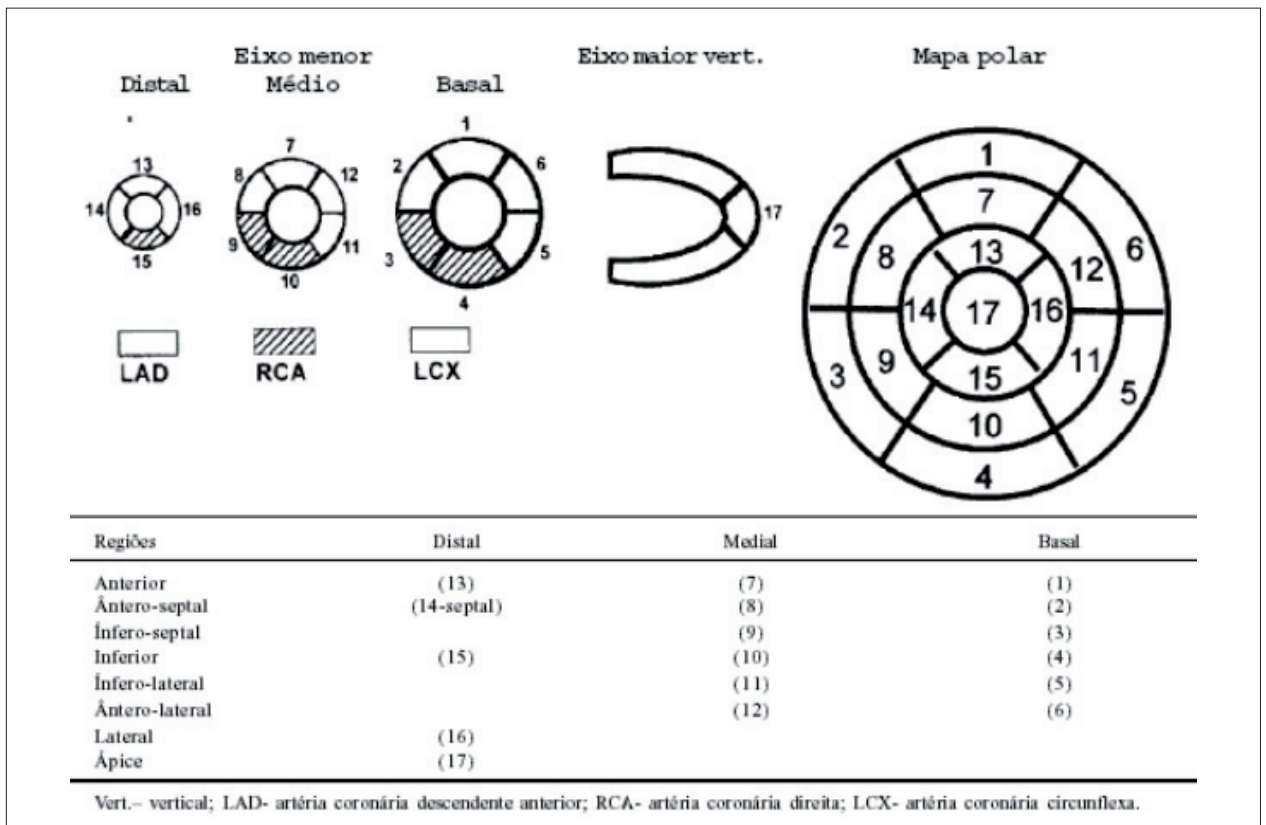 Eixo menor
Eixo maior vert.
Mapa polar
Distal Médio Basal
13
14 16
15
7
8 12
9 11
10
1
2 6
3 5
4
17
1
7
2 8 13 12 6
14 17 16
3 9 15 11 5
10
4
LAD RCA LCX
Regiões Distal Medial Basal
Anterior (13) (7) (1)
Ântero-septal (14-septal) (8) (2)
Ínfero-septal (9) (3)
Inferior (15) (10) (4)
Ínfero-lateral (11) (5)
Ântero-lateral (12) (6)
Lateral (16)
Ápice (17)
Vert.– vertical; LAD- artéria coronária descendente anterior; RCA- artéria coronária direita; LCX- artéria coronária circunflexa.